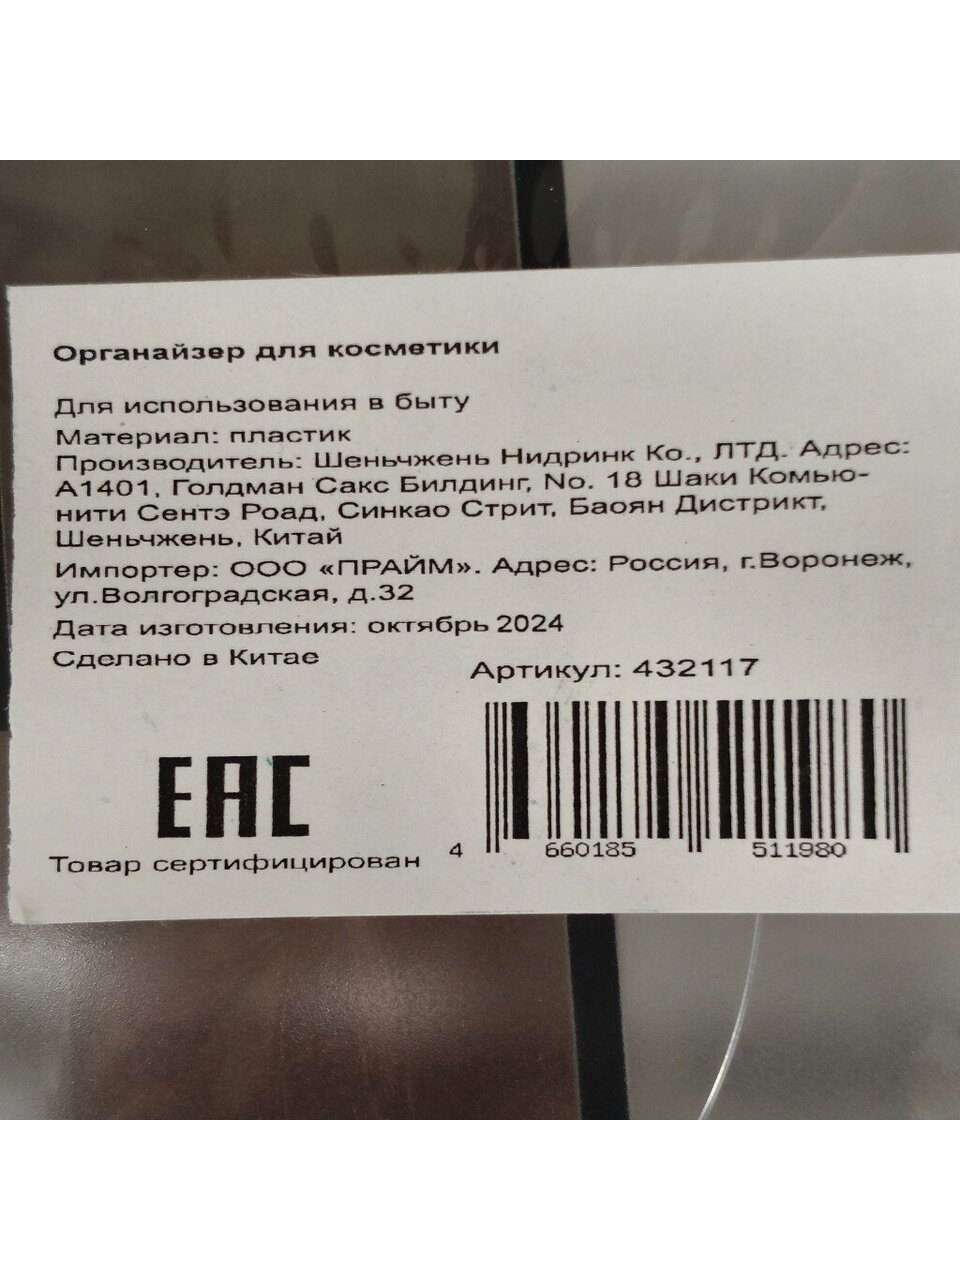 Органайзер для косметики
Для использования в быту
Материал: пластик
Производитель: Шеньчжень Нидринк Ко., ЛТД. Адрес:
А1401, Голдман Сакс Билдинг, No. 18 Шаки Комью-
нити Сентэ Роад, Синкао Стрит, Баоян Дистрикт,
Шеньчжень, Китай
Импортер: ООО «ПРАЙМ». Адрес: Россия, г.Воронеж,
ул.Волгоградская, д.32
Дата изготовления: октябрь 2024
Сделано в Китае
Артикул: 432117
EAC
Товар сертифицирован
4 660185 511980